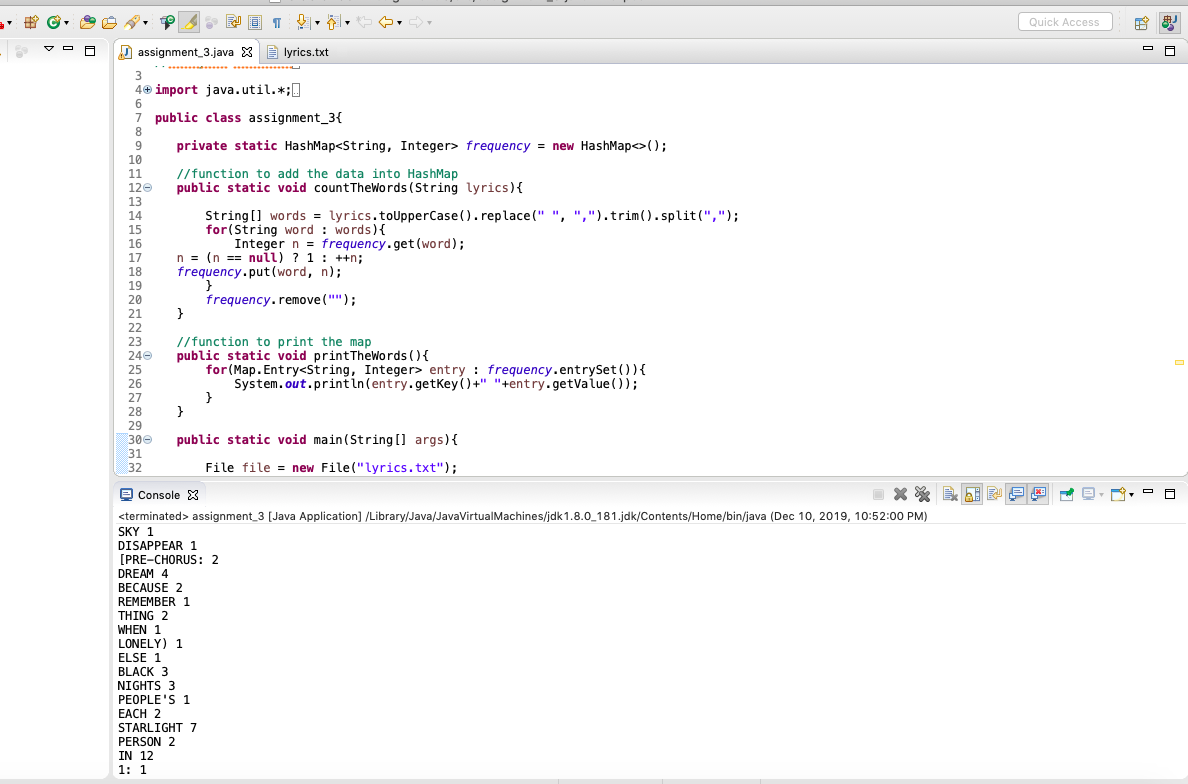 Quick Access
assignment_3.java
lyrics.txt
3
4 import java.util.*;
6
7 public class assignment_3{
8
9 private static HashMap<String, Integer> frequency = new HashMap<>();
10
11 //function to add the data into HashMap
12 public static void countTheWords(String lyrics){
13
14 String[] words = lyrics.toUpperCase().replace(" ", ",").trim().split(",");
15 for(String word : words){
16 Integer n = frequency.get(word);
17 n = (n == null) ? 1 : ++n;
18 frequency.put(word, n);
19 }
20 frequency.remove("");
21 }
22
23 //function to print the map
24 public static void printTheWords(){
25 for(Map.Entry<String, Integer> entry : frequency.entrySet()){
26 System.out.println(entry.getKey()+" "+entry.getValue());
27 }
28 }
29
30 public static void main(String[] args){
31
32 File file = new File("lyrics.txt");
Console
<terminated> assignment_3 [Java Application] /Library/Java/JavaVirtualMachines/jdk1.8.0_181.jdk/Contents/Home/bin/java (Dec 10, 2019, 10:52:00 PM)
SKY 1
DISAPPEAR 1
[PRE-CHORUS: 2
DREAM 4
BECAUSE 2
REMEMBER 1
THING 2
WHEN 1
LONELY) 1
ELSE 1
BLACK 3
NIGHTS 3
PEOPLE'S 1
EACH 2
STARLIGHT 7
PERSON 2
IN 12
1: 1